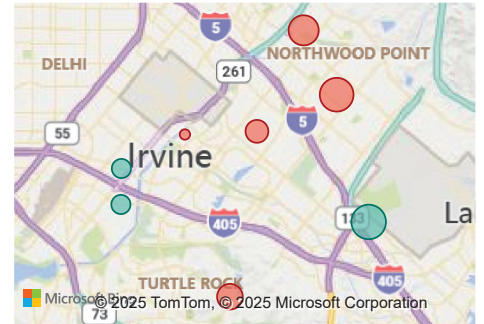 5
NORTHWOOD POINT
DELHI
261
5
55
Irvine
133
La
405
405
TURTLE ROCK
Microsoft Bing
© 2025 TomTom, © 2025 Microsoft Corporation
73